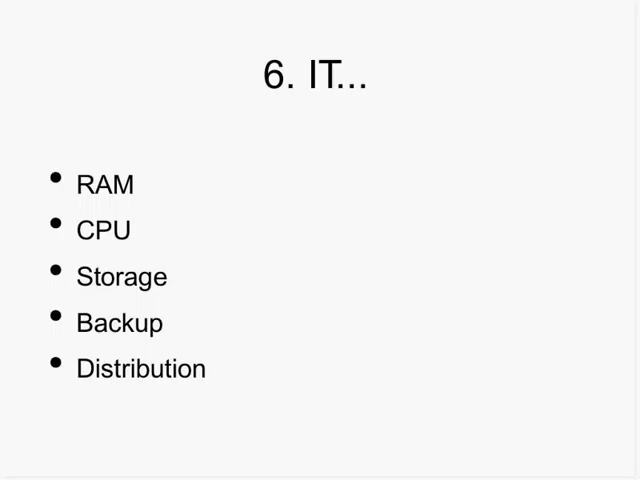 6. IT...
• RAM
• CPU
• Storage
• Backup
• Distribution